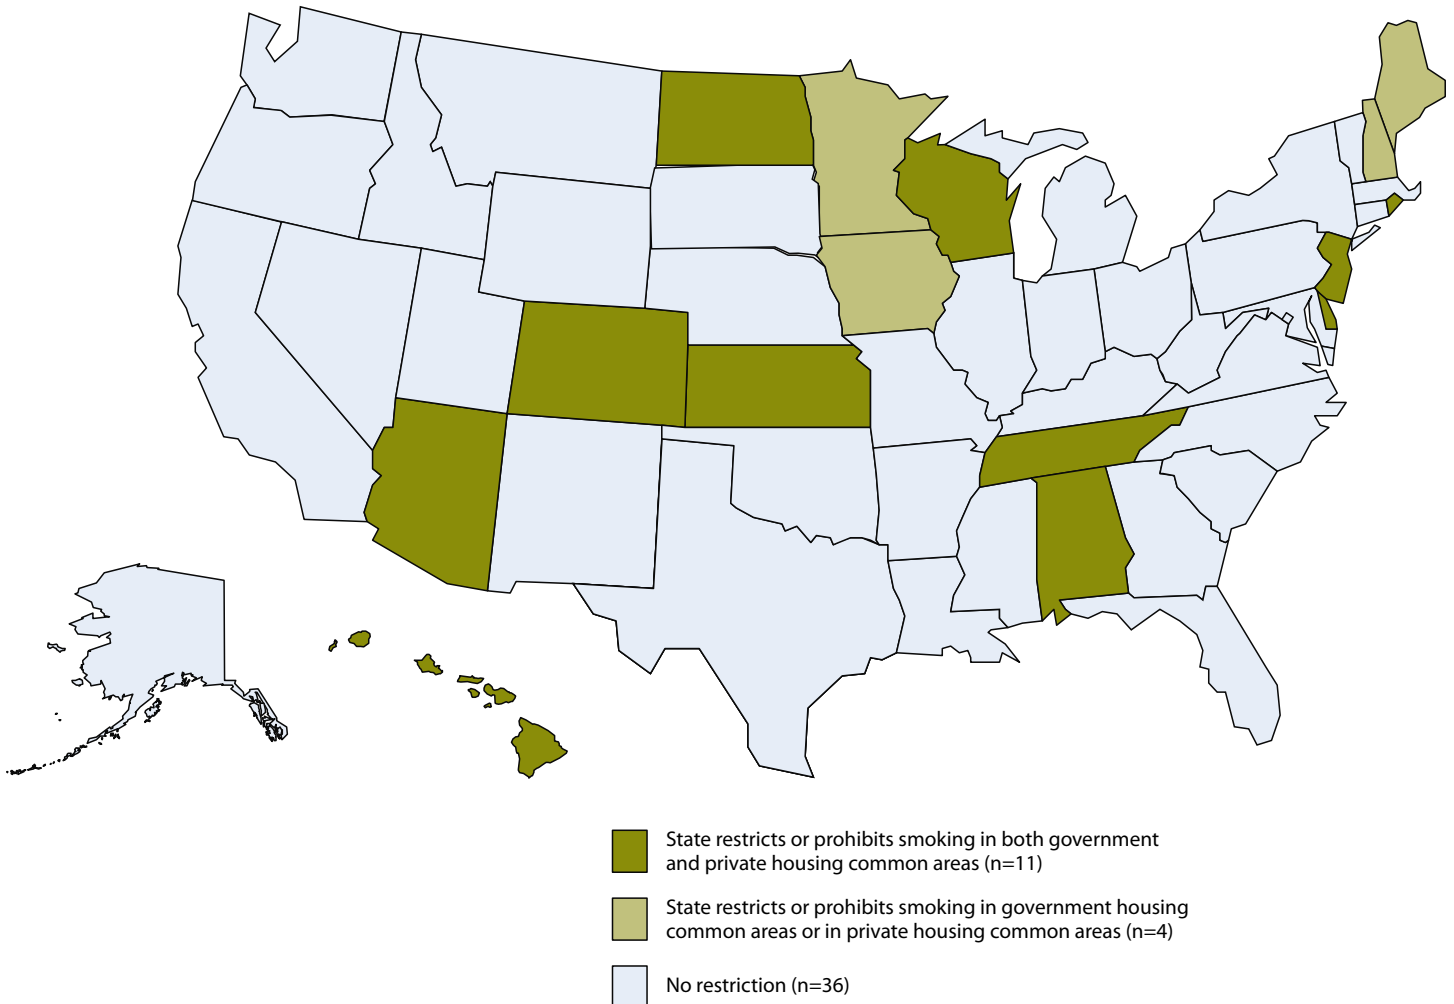 State restricts or prohibits smoking in both government
and private housing common areas (n=11)
State restricts or prohibits smoking in government housing
common areas or in private housing common areas (n=4)
No restriction (n=36)